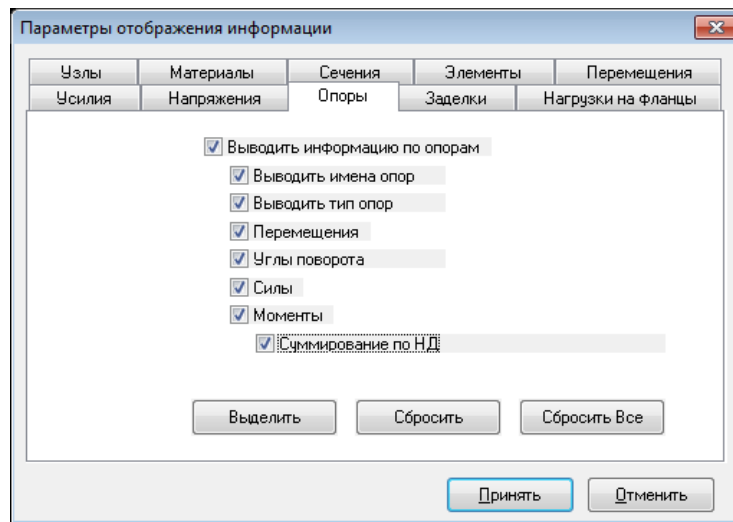 Параметры отображения информации
Узлы Материалы Сечения Элементы Перемещения
Усилия Напряжения Опоры Заделки Нагрузки на фланцы
Выводить информацию по опорам
Выводить имена опор
Выводить тип опор
Перемещения
Углы поворота
Силы
Моменты
Суммирование по НД
Выделить Сбросить Сбросить Все
Принять Отменить